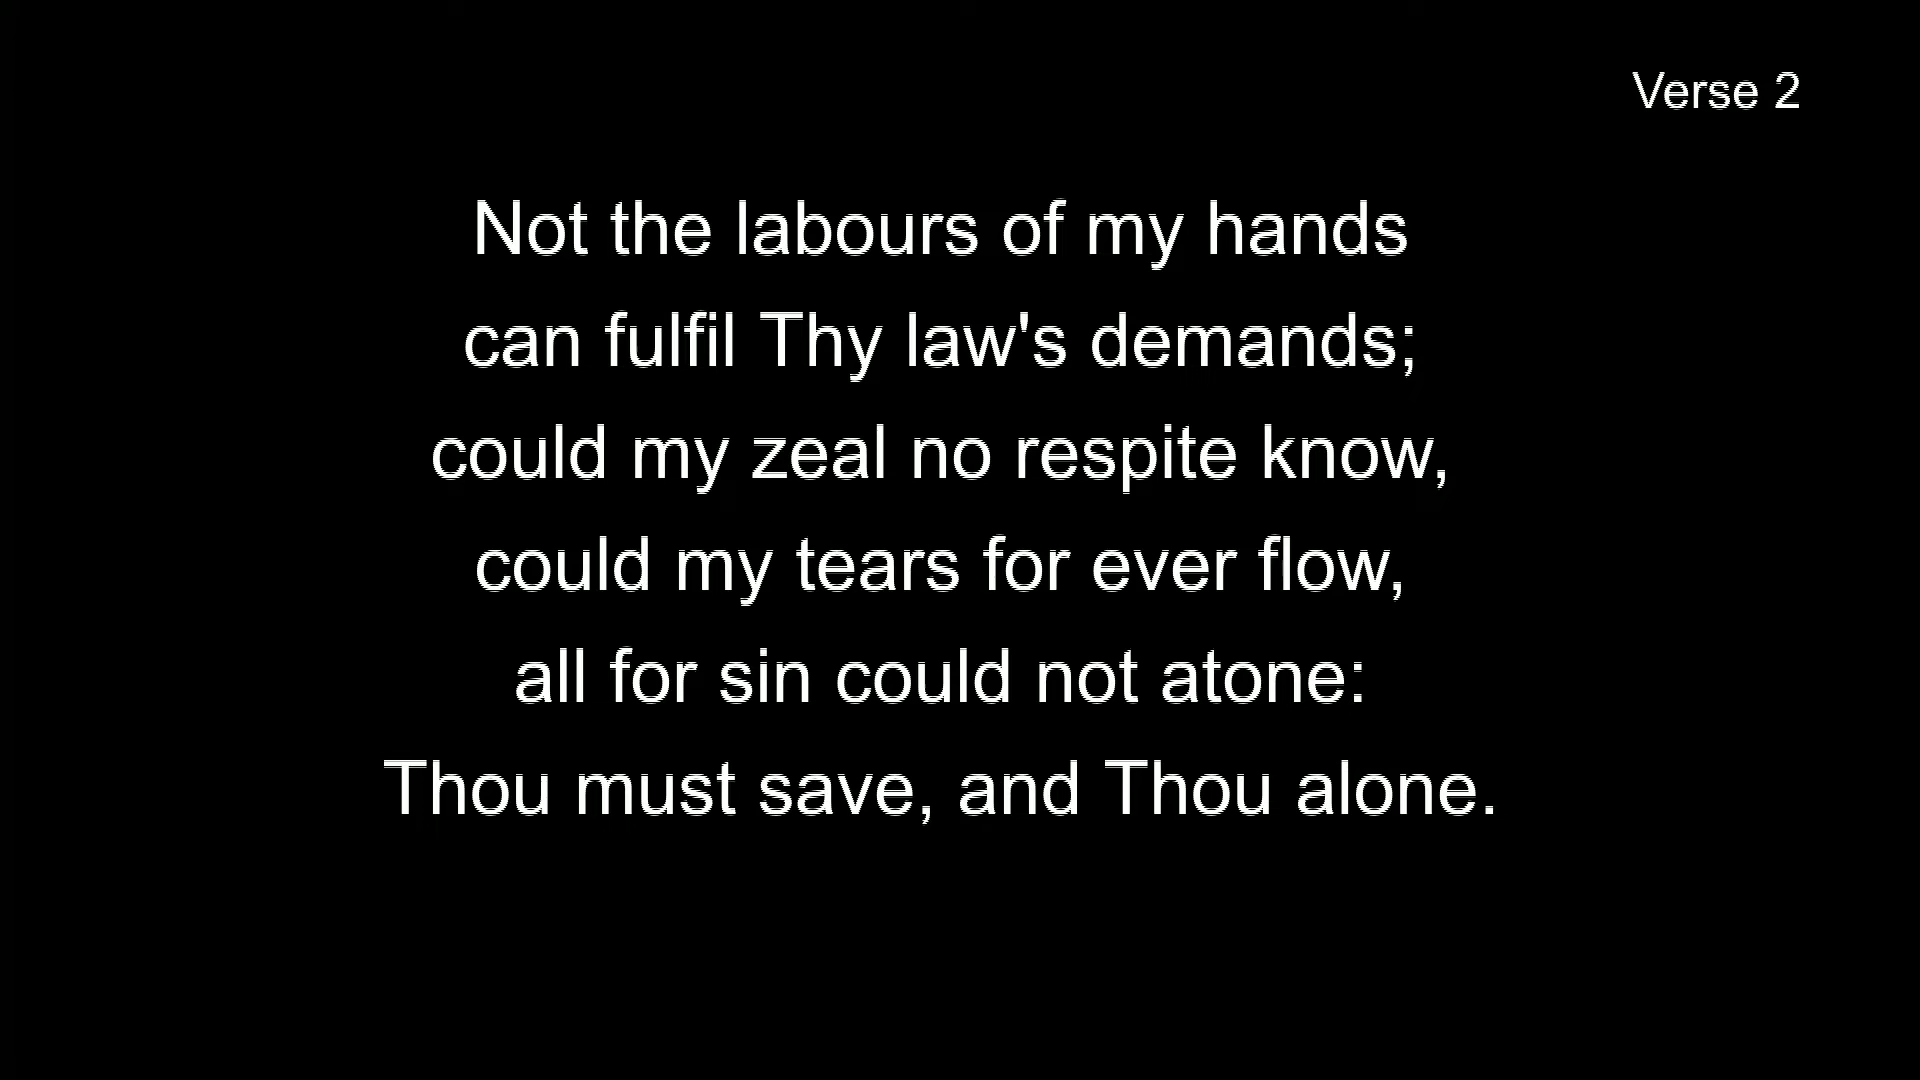 Verse 2
Not the labours of my hands
can fulfil Thy law's demands;
could my zeal no respite know,
could my tears for ever flow,
all for sin could not atone:
Thou must save, and Thou alone.